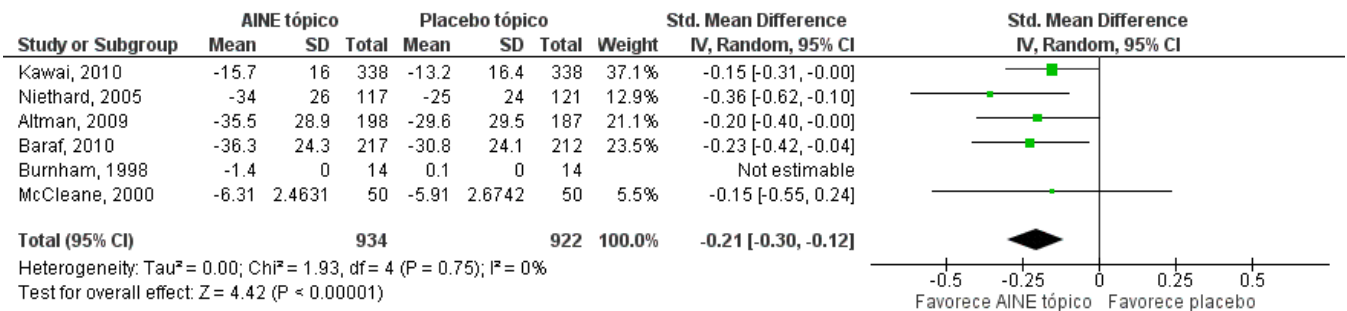 AINE tópico Placebo tópico Std. Mean Difference Std. Mean Difference
Study or Subgroup Mean SD Total Mean SD Total Weight IV, Random, 95% CI IV, Random, 95% CI
Kawai, 2010 -15.7 16 338 -13.2 16.4 338 37.1% -0.15 [-0.31, -0.00]
Niethard, 2005 -34 26 117 -25 24 121 12.9% -0.36 [-0.62, -0.10]
Altman, 2009 -35.5 28.9 198 -29.6 29.5 187 21.1% -0.20 [-0.40, -0.00]
Baraf, 2010 -36.3 24.3 217 -30.8 24.1 212 23.5% -0.23 [-0.42, -0.04]
Burnham, 1998 -1.4 0 14 0.1 0 14 Not estimable
McCleane, 2000 -6.31 2.4631 50 -5.91 2.6742 50 5.5% -0.15 [-0.55, 0.24]
Total (95% CI) 934 922 100.0% -0.21 [-0.30, -0.12]
Heterogeneity: Tau² = 0.00; Chi² = 1.93, df = 4 (P = 0.75); I² = 0%
Test for overall effect: Z = 4.42 (P < 0.00001)
-0.5 -0.25 0 0.25 0.5
Favorece AINE tópico Favorece placebo